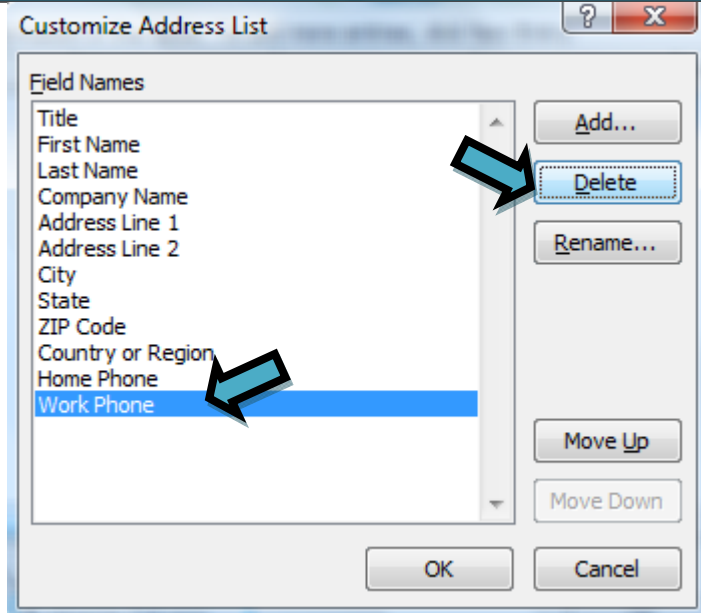 Customize Address List
Field Names
Title
First Name
Last Name
Company Name
Address Line 1
Address Line 2
City
State
ZIP Code
Country or Region
Home Phone
Work Phone
Add...
Delete
Rename...
Move Up
Move Down
OK
Cancel